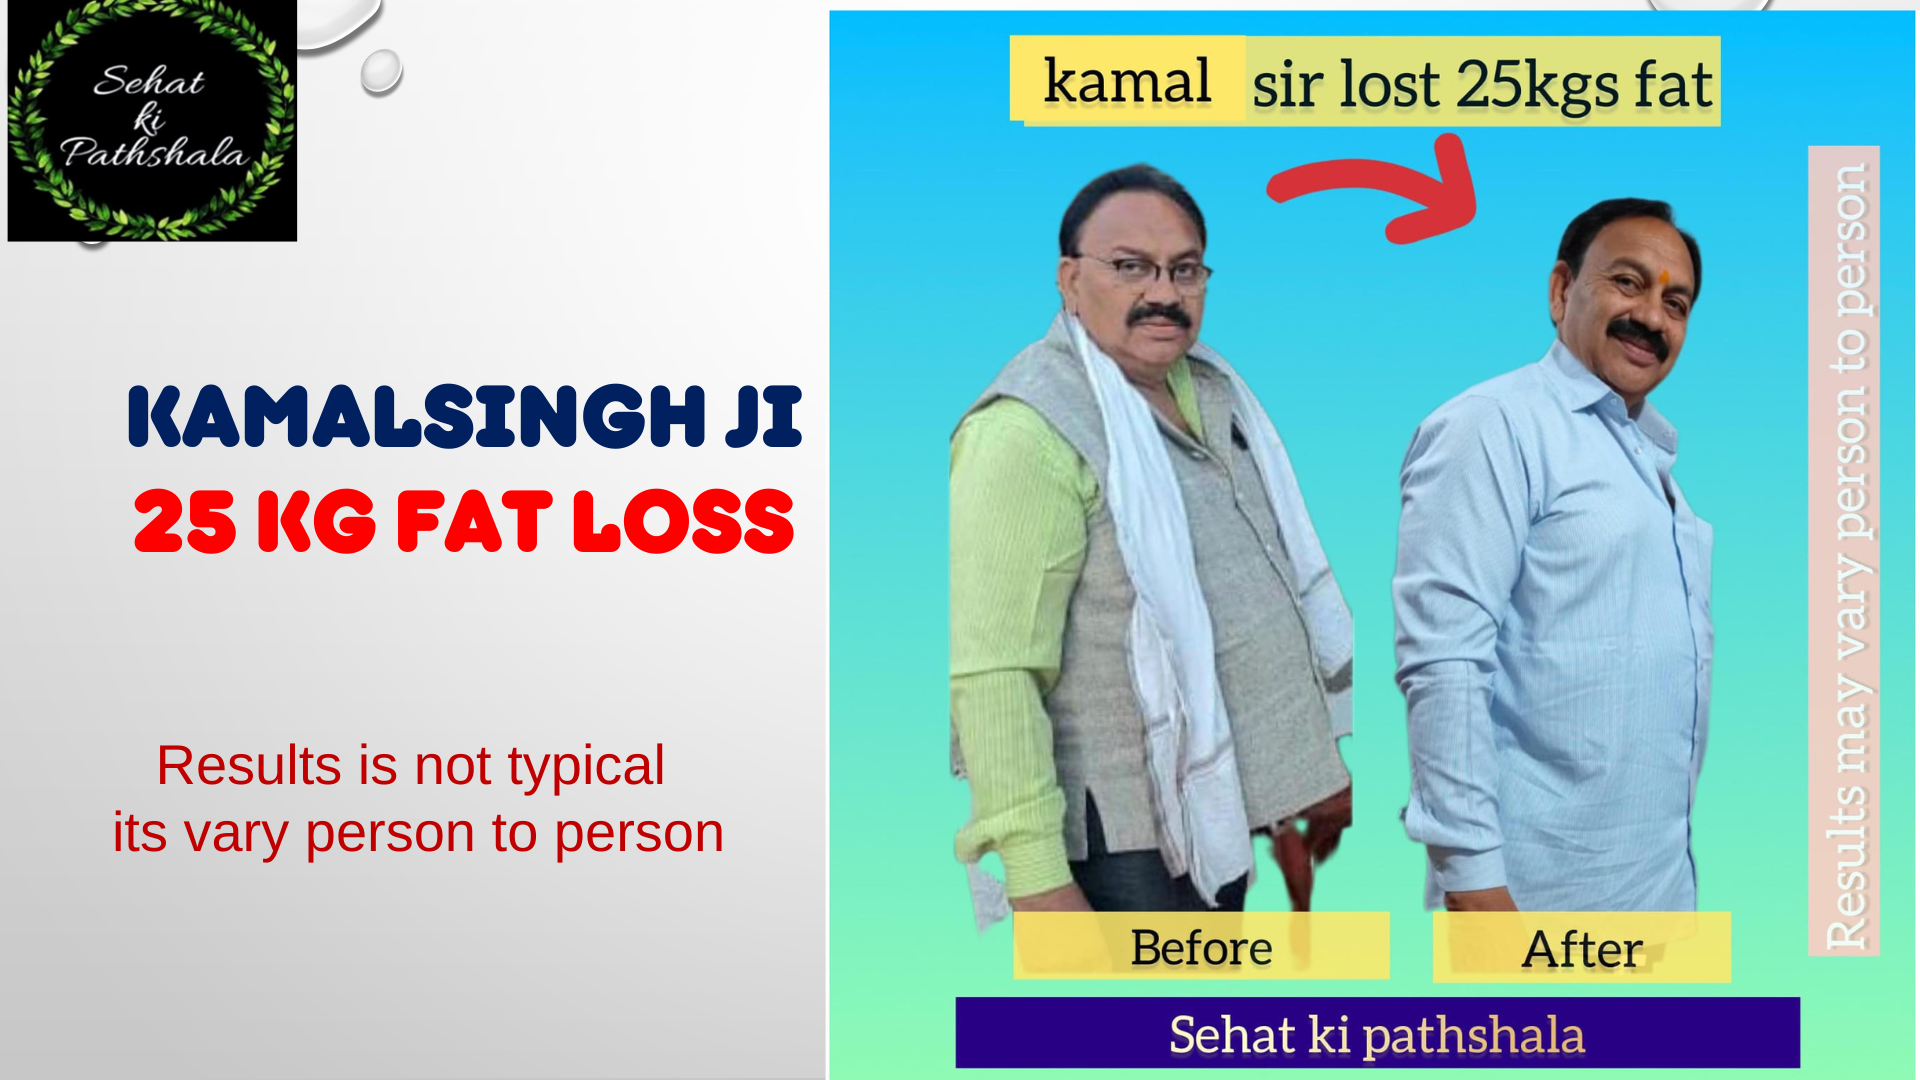 Sehat
ki
Pathshala
KAMALSINGH JI
25 KG FAT LOSS
Results is not typical
its vary person to person
kamal sir lost 25kgs fat
Results may vary person to person
Before
After
Sehat ki pathshala